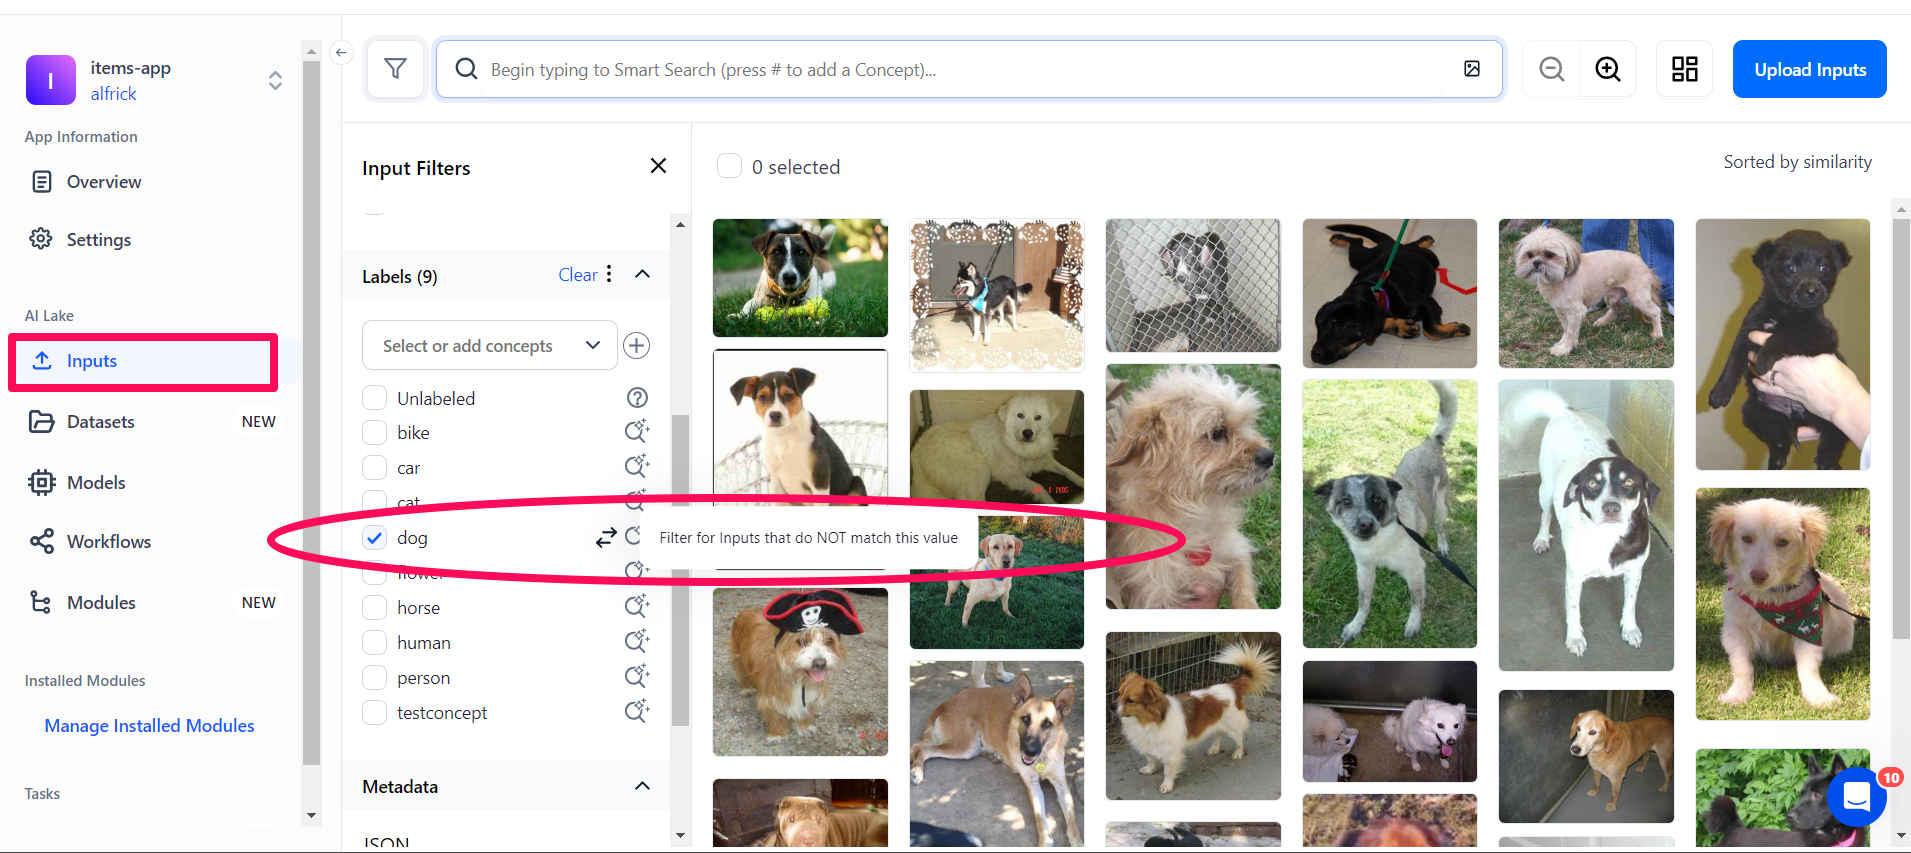 I
items-app
alfrick
App Information
Overview
Settings
AI Lake
Inputs
Datasets NEW
Models
Workflows
Modules NEW
Installed Modules
Manage Installed Modules
Tasks
Begin typing to Smart Search (press # to add a Concept)...
Upload Inputs
Input Filters
Labels (9) Clear
Select or add concepts
Unlabeled
bike
car
cat
dog
Filter for Inputs that do NOT match this value
flower
horse
human
person
testconcept
Metadata
JSON
0 selected
Sorted by similarity
10